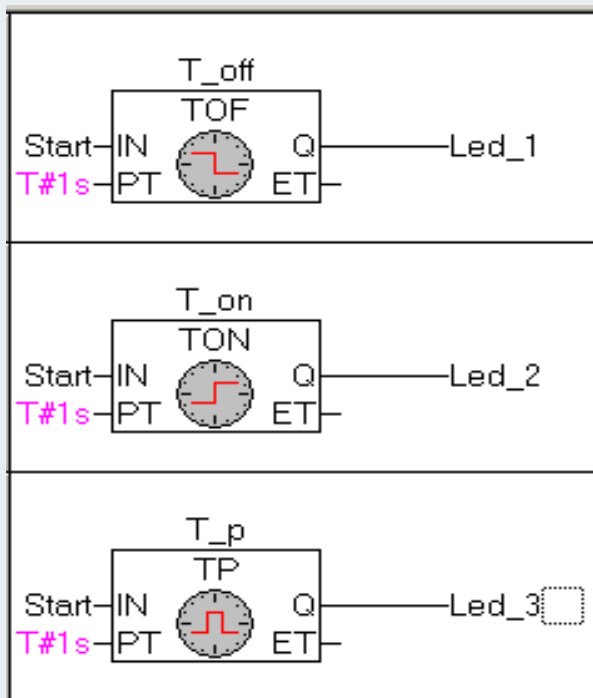 T_off
TOF
Start IN Q Led_1
T#1s PT ET
T_on
TON
Start IN Q Led_2
T#1s PT ET
T_p
TP
Start IN Q Led_3
T#1s PT ET